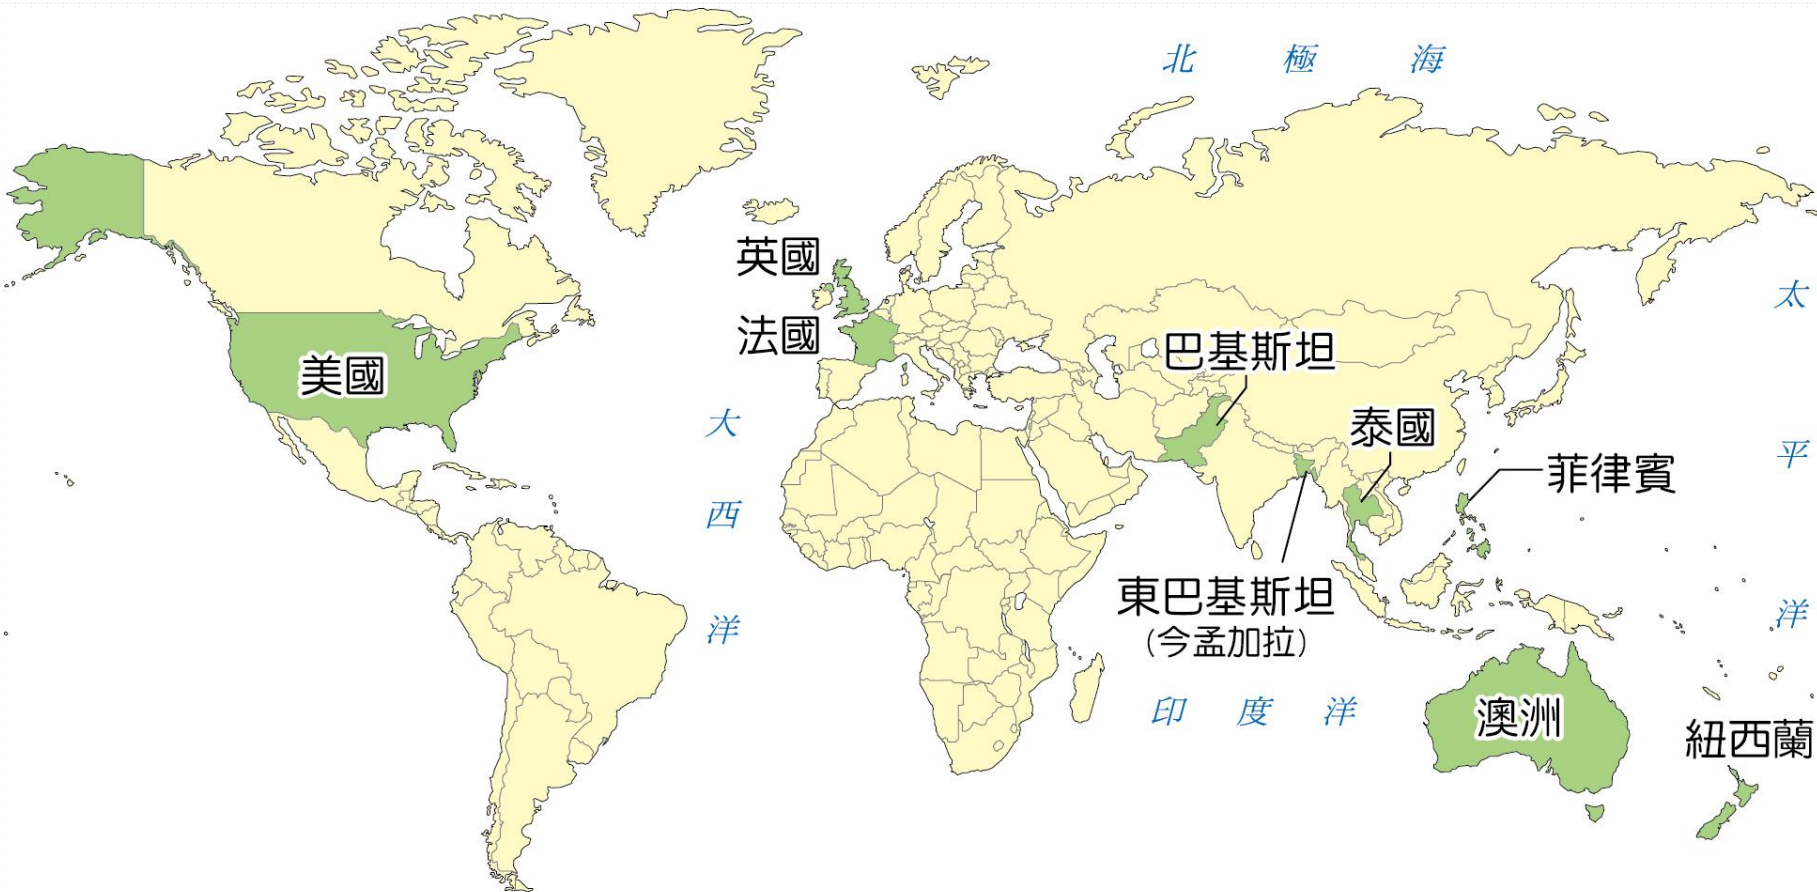 北極海
英國
法國
美國
巴基斯坦
泰國
菲律賓
東巴基斯坦
(今孟加拉)
澳洲
紐西蘭
大西洋
印度洋
太平洋